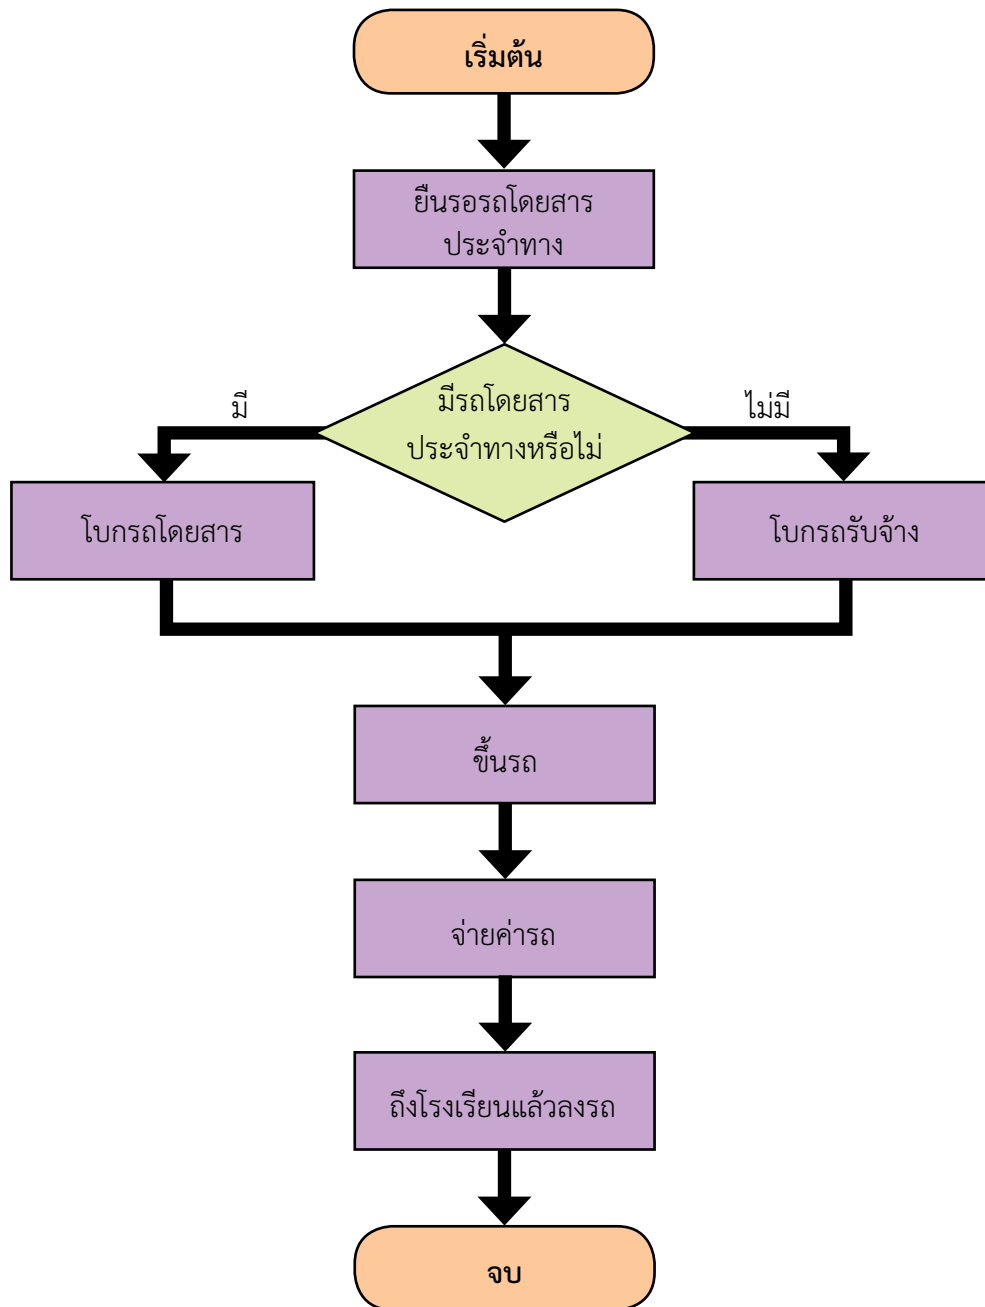 เริ่มต้น
ยืนรอรถโดยสาร
ประจำทาง
มีรถโดยสาร
ประจำทางหรือไม่
มี
ไม่มี
โบกรถโดยสาร
โบกรถรับจ้าง
ขึ้นรถ
จ่ายค่ารถ
ถึงโรงเรียนแล้วลงรถ
จบ